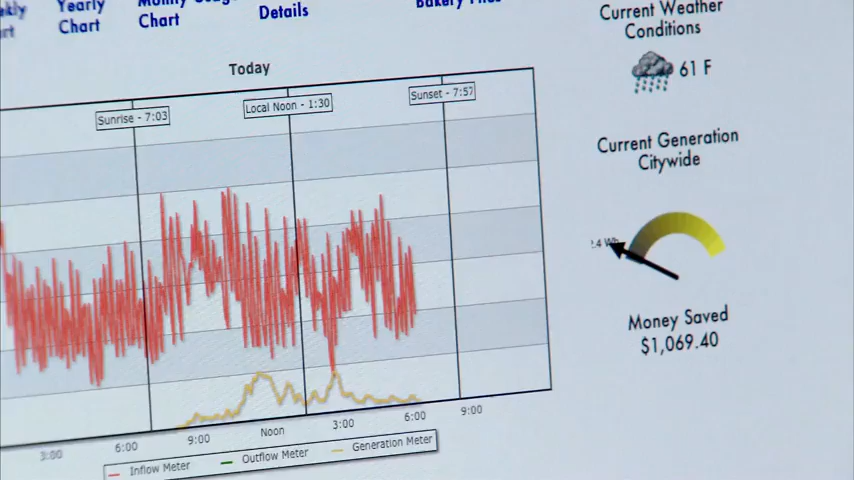 Yearly
Chart
Chart
Details
Today
Sunrise - 7:03
Local Noon - 1:30
Sunset - 7:57
3:00
6:00
9:00
Noon
3:00
6:00
9:00
Inflow Meter
Outflow Meter
Generation Meter
Current Weather
Conditions
61 F
Current Generation
Citywide
Money Saved
$1,069.40